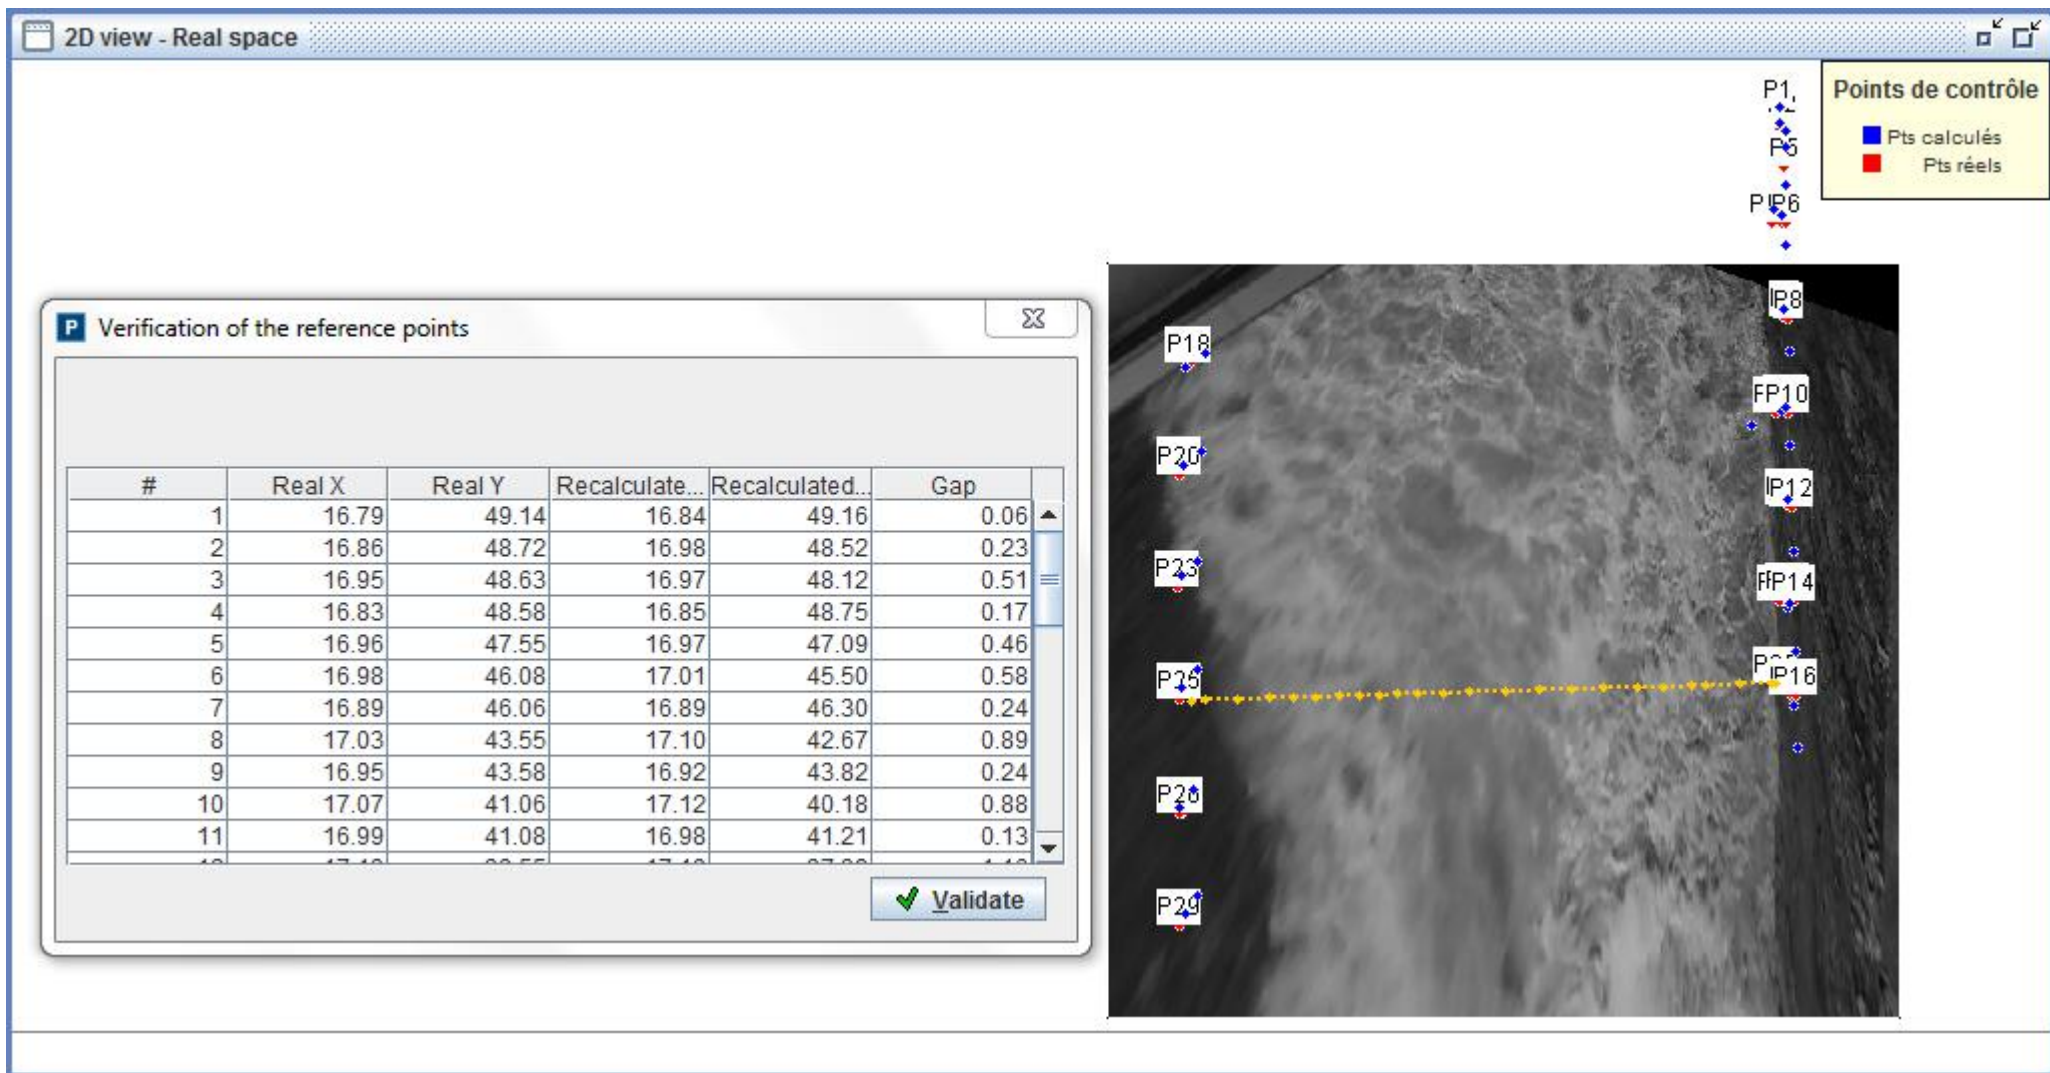 2D view - Real space
Points de contrôle
Pts calculés
Pts réels
P1,
P5
P6
P8
P18
FP10
P20
P12
P23
P14
P25
P16
P26
P29
P Verification of the reference points
# Real X Real Y Recalculate... Recalculated... Gap
1 16.79 49.14 16.84 49.16 0.06
2 16.86 48.72 16.98 48.52 0.23
3 16.95 48.63 16.97 48.12 0.51
4 16.83 48.58 16.85 48.75 0.17
5 16.96 47.55 16.97 47.09 0.46
6 16.98 46.08 17.01 45.50 0.58
7 16.89 46.06 16.89 46.30 0.24
8 17.03 43.55 17.10 42.67 0.89
9 16.95 43.58 16.92 43.82 0.24
10 17.07 41.06 17.12 40.18 0.88
11 16.99 41.08 16.98 41.21 0.13
Validate